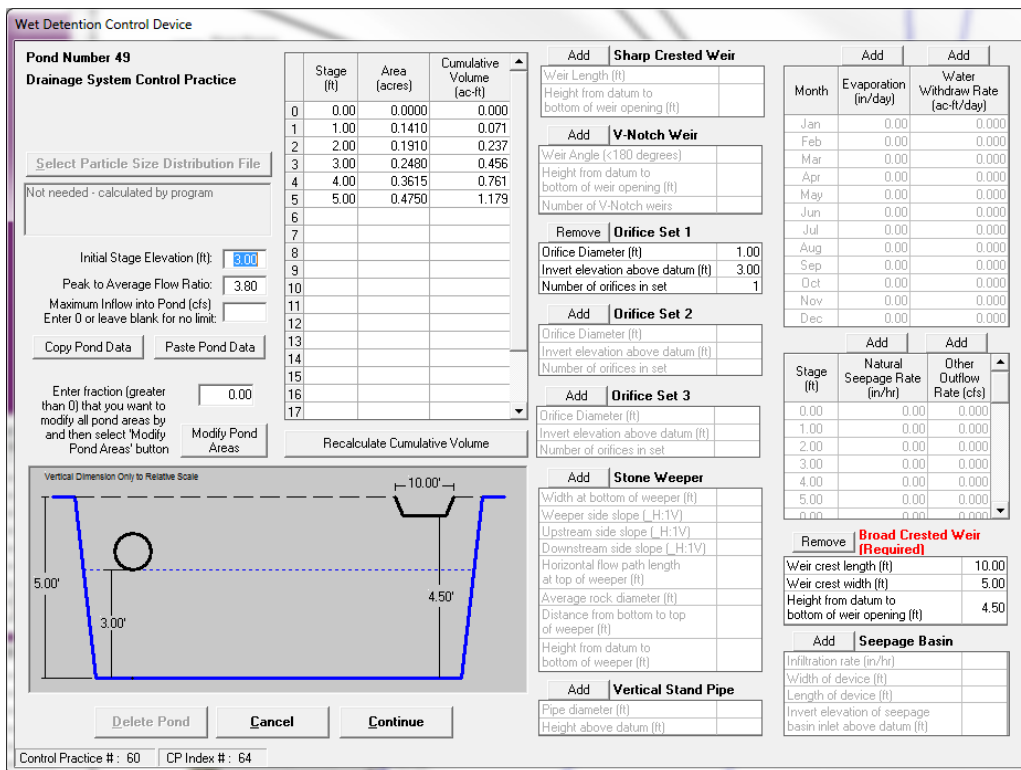 Wet Detention Control Device
Pond Number 49
Drainage System Control Practice
Select Particle Size Distribution File
Not needed - calculated by program
Initial Stage Elevation (ft): 3.00
Peak to Average Flow Ratio: 3.80
Maximum Inflow into Pond (cfs)
Enter 0 or leave blank for no limit:
Copy Pond Data Paste Pond Data
Enter fraction (greater
than 0) that you want to
modify all pond areas by
and then select 'Modify
Pond Areas' button
0.00
Modify Pond
Areas
Stage
(ft)
Area
(acres)
Cumulative
Volume
(ac-ft)
0 0.00 0.0000 0.000
1 1.00 0.1410 0.071
2 2.00 0.1910 0.237
3 3.00 0.2480 0.456
4 4.00 0.3615 0.761
5 5.00 0.4750 1.179
6
7
8
9
10
11
12
13
14
15
16
17
Recalculate Cumulative Volume
Vertical Dimension Only to Relative Scale
10.00'
5.00'
3.00'
4.50'
Delete Pond Cancel Continue
Control Practice # : 60 CP Index # : 64
Add Sharp Crested Weir
Weir Length (ft)
Height from datum to
bottom of weir opening (ft)
Add V-Notch Weir
Weir Angle (<180 degrees)
Height from datum to
bottom of weir opening (ft)
Number of V-Notch weirs
Remove Orifice Set 1
Orifice Diameter (ft) 1.00
Invert elevation above datum (ft) 3.00
Number of orifices in set 1
Add Orifice Set 2
Orifice Diameter (ft)
Invert elevation above datum (ft)
Number of orifices in set
Add Orifice Set 3
Orifice Diameter (ft)
Invert elevation above datum (ft)
Number of orifices in set
Add Stone Weeper
Width at bottom of weeper (ft)
Weeper side slope (_H:1V)
Upstream side slope (_H:1V)
Downstream side slope (_H:1V)
Horizontal flow path length
at top of weeper (ft)
Average rock diameter (ft)
Distance from bottom to top
of weeper (ft)
Height from datum to
bottom of weeper (ft)
Add Vertical Stand Pipe
Pipe diameter (ft)
Height above datum (ft)
Add Add
Month
Evaporation
(in/day)
Water
Withdraw Rate
(ac-ft/day)
Jan 0.00 0.000
Feb 0.00 0.000
Mar 0.00 0.000
Apr 0.00 0.000
May 0.00 0.000
Jun 0.00 0.000
Jul 0.00 0.000
Aug 0.00 0.000
Sep 0.00 0.000
Oct 0.00 0.000
Nov 0.00 0.000
Dec 0.00 0.000
Add Add
Stage
(ft)
Natural
Seepage Rate
(in/hr)
Other
Outflow
Rate (cfs)
0.00 0.00 0.000
1.00 0.00 0.000
2.00 0.00 0.000
3.00 0.00 0.000
4.00 0.00 0.000
5.00 0.00 0.000
0.00 0.00 0.000
Remove Broad Crested Weir
(Required)
Weir crest length (ft) 10.00
Weir crest width (ft) 5.00
Height from datum to
bottom of weir opening (ft) 4.50
Add Seepage Basin
Infiltration rate (in/hr)
Width of device (ft)
Length of device (ft)
Invert elevation of seepage
basin inlet above datum (ft)